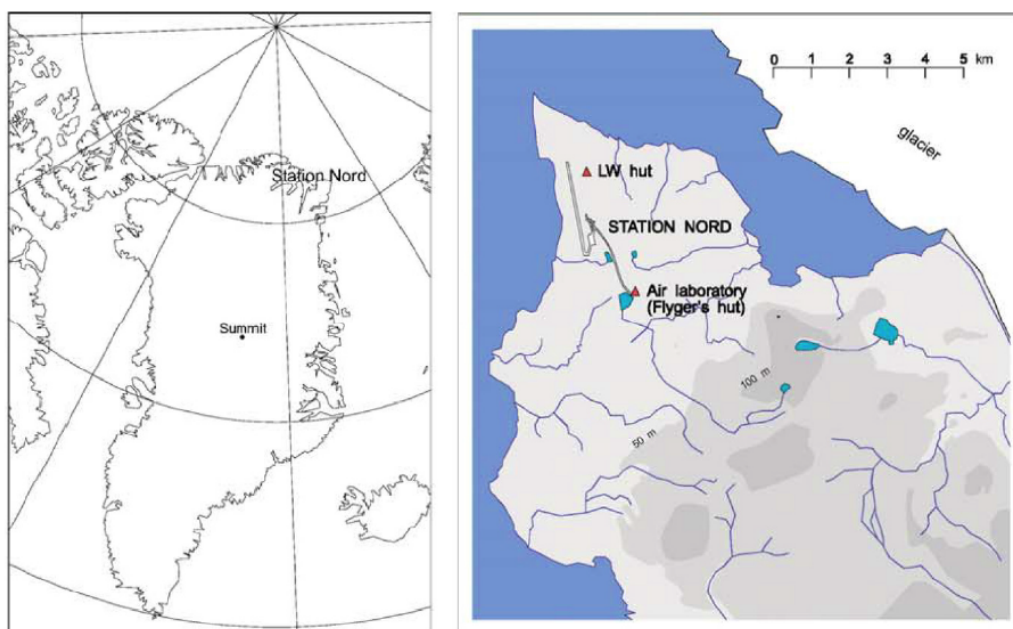 Station Nord
Summit
0 1 2 3 4 5 km
glacier
LW hut
STATION NORD
Air laboratory
(Flyger's hut)
100 m
50 m